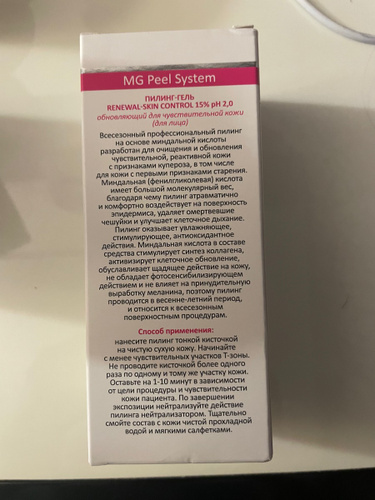 MG Peel System
ПИЛИНГ-ГЕЛЬ
RENEWAL-SKIN CONTROL 15% pH 2,0
обновляющий для чувствительной кожи
(для лица)
Всесезонный профессиональный пилинг
на основе миндальной кислоты
разработан для очищения и обновления
чувствительной, реактивной кожи
с признаками купероза, в том числе
для кожи с первыми признаками старения.
Миндальная (фенилгликолевая) кислота
имеет большой молекулярный вес,
благодаря чему пилинг атравматично
и комфортно воздействует на поверхность
эпидермиса, удаляет омертвевшие
чешуйки и улучшает клеточное дыхание.
Пилинг оказывает увлажняющее,
стимулирующее, антиоксидантное
действия. Миндальная кислота в составе
средства стимулирует синтез коллагена,
активизирует клеточное обновление,
обуславливает щадящее действие на кожу,
не обладает фотосенсибилизирующем
действием и не влияет на принудительную
выработку меланина, поэтому пилинг
проводится в весенне-летний период,
и относится к всесезонным
поверхностным процедурам.
Способ применения:
нанесите пилинг тонкой кисточкой
на чистую сухую кожу. Начинайте
с менее чувствительных участков Т-зоны.
Не проводите кисточкой более одного
раза по одному и тому же участку кожи.
Оставьте на 1-10 минут в зависимости
от цели процедуры и чувствительности
кожи пациента. По завершении
экспозиции нейтрализуйте действие
пилинга нейтрализатором. Тщательно
смойте состав с кожи чистой прохладной
водой и мягкими салфетками.